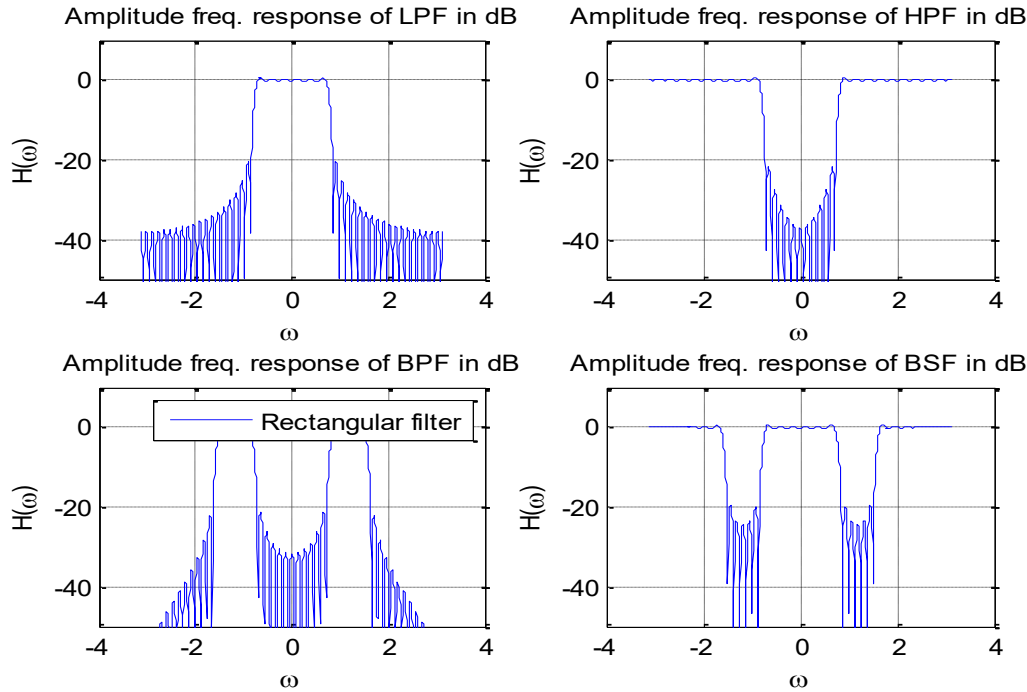 Amplitude freq. response of LPF in dB
0
-20
-40
H(ω)
-4
-2
0
2
4
ω
Amplitude freq. response of HPF in dB
0
-20
-40
H(ω)
-4
-2
0
2
4
ω
Amplitude freq. response of BPF in dB
Rectangular filter
0
-20
-40
H(ω)
-4
-2
0
2
4
ω
Amplitude freq. response of BSF in dB
0
-20
-40
H(ω)
-4
-2
0
2
4
ω